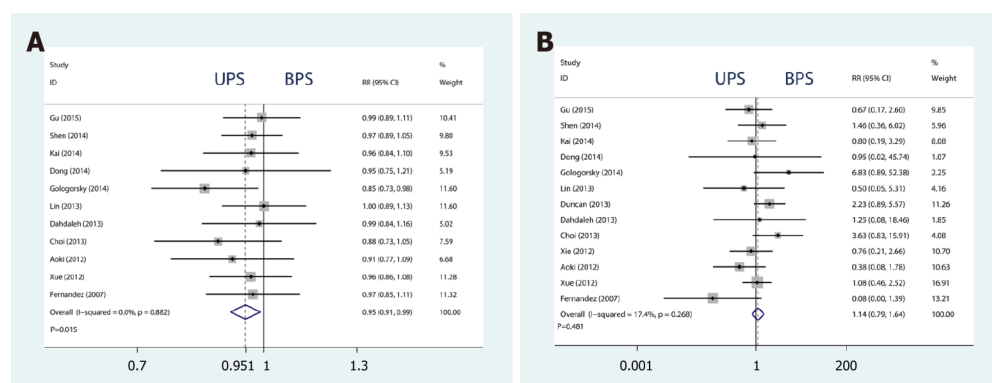 A
Study %
ID UPS BPS RR (95% CI) Weight
Gu (2015) 0.99 (0.89, 1.11) 10.41
Shen (2014) 0.97 (0.89, 1.05) 9.80
Kai (2014) 0.96 (0.84, 1.10) 9.53
Dong (2014) 0.95 (0.75, 1.21) 5.19
Gologorsky (2014) 0.85 (0.73, 0.98) 11.60
Lin (2013) 1.00 (0.89, 1.13) 11.60
Dahdaleh (2013) 0.99 (0.84, 1.16) 5.02
Choi (2013) 0.88 (0.73, 1.05) 7.59
Aoki (2012) 0.91 (0.77, 1.09) 6.68
Xue (2012) 0.96 (0.86, 1.08) 11.28
Fernandez (2007) 0.97 (0.85, 1.11) 11.32
Overall (I-squared = 0.0%, p = 0.882) 0.95 (0.91, 0.99) 100.00
P=0.015
0.7 0.951 1 1.3
B
Study %
ID UPS BPS RR (95% CI) Weight
Gu (2015) 0.67 (0.17, 2.60) 9.85
Shen (2014) 1.46 (0.36, 6.02) 5.96
Kai (2014) 0.80 (0.19, 3.29) 8.08
Dong (2014) 0.95 (0.02, 45.74) 1.07
Gologorsky (2014) 6.83 (0.89, 52.38) 2.25
Lin (2013) 0.50 (0.05, 5.31) 4.16
Duncan (2013) 2.23 (0.89, 5.57) 11.26
Dahdaleh (2013) 1.25 (0.08, 18.46) 1.85
Choi (2013) 3.63 (0.83, 15.91) 4.08
Xie (2012) 0.76 (0.21, 2.66) 10.70
Aoki (2012) 0.38 (0.08, 1.78) 10.63
Xue (2012) 1.08 (0.46, 2.52) 16.91
Fernandez (2007) 0.08 (0.00, 1.39) 13.21
Overall (I-squared = 17.4%, p = 0.268) 1.14 (0.79, 1.64) 100.00
P=0.481
0.001 1 200